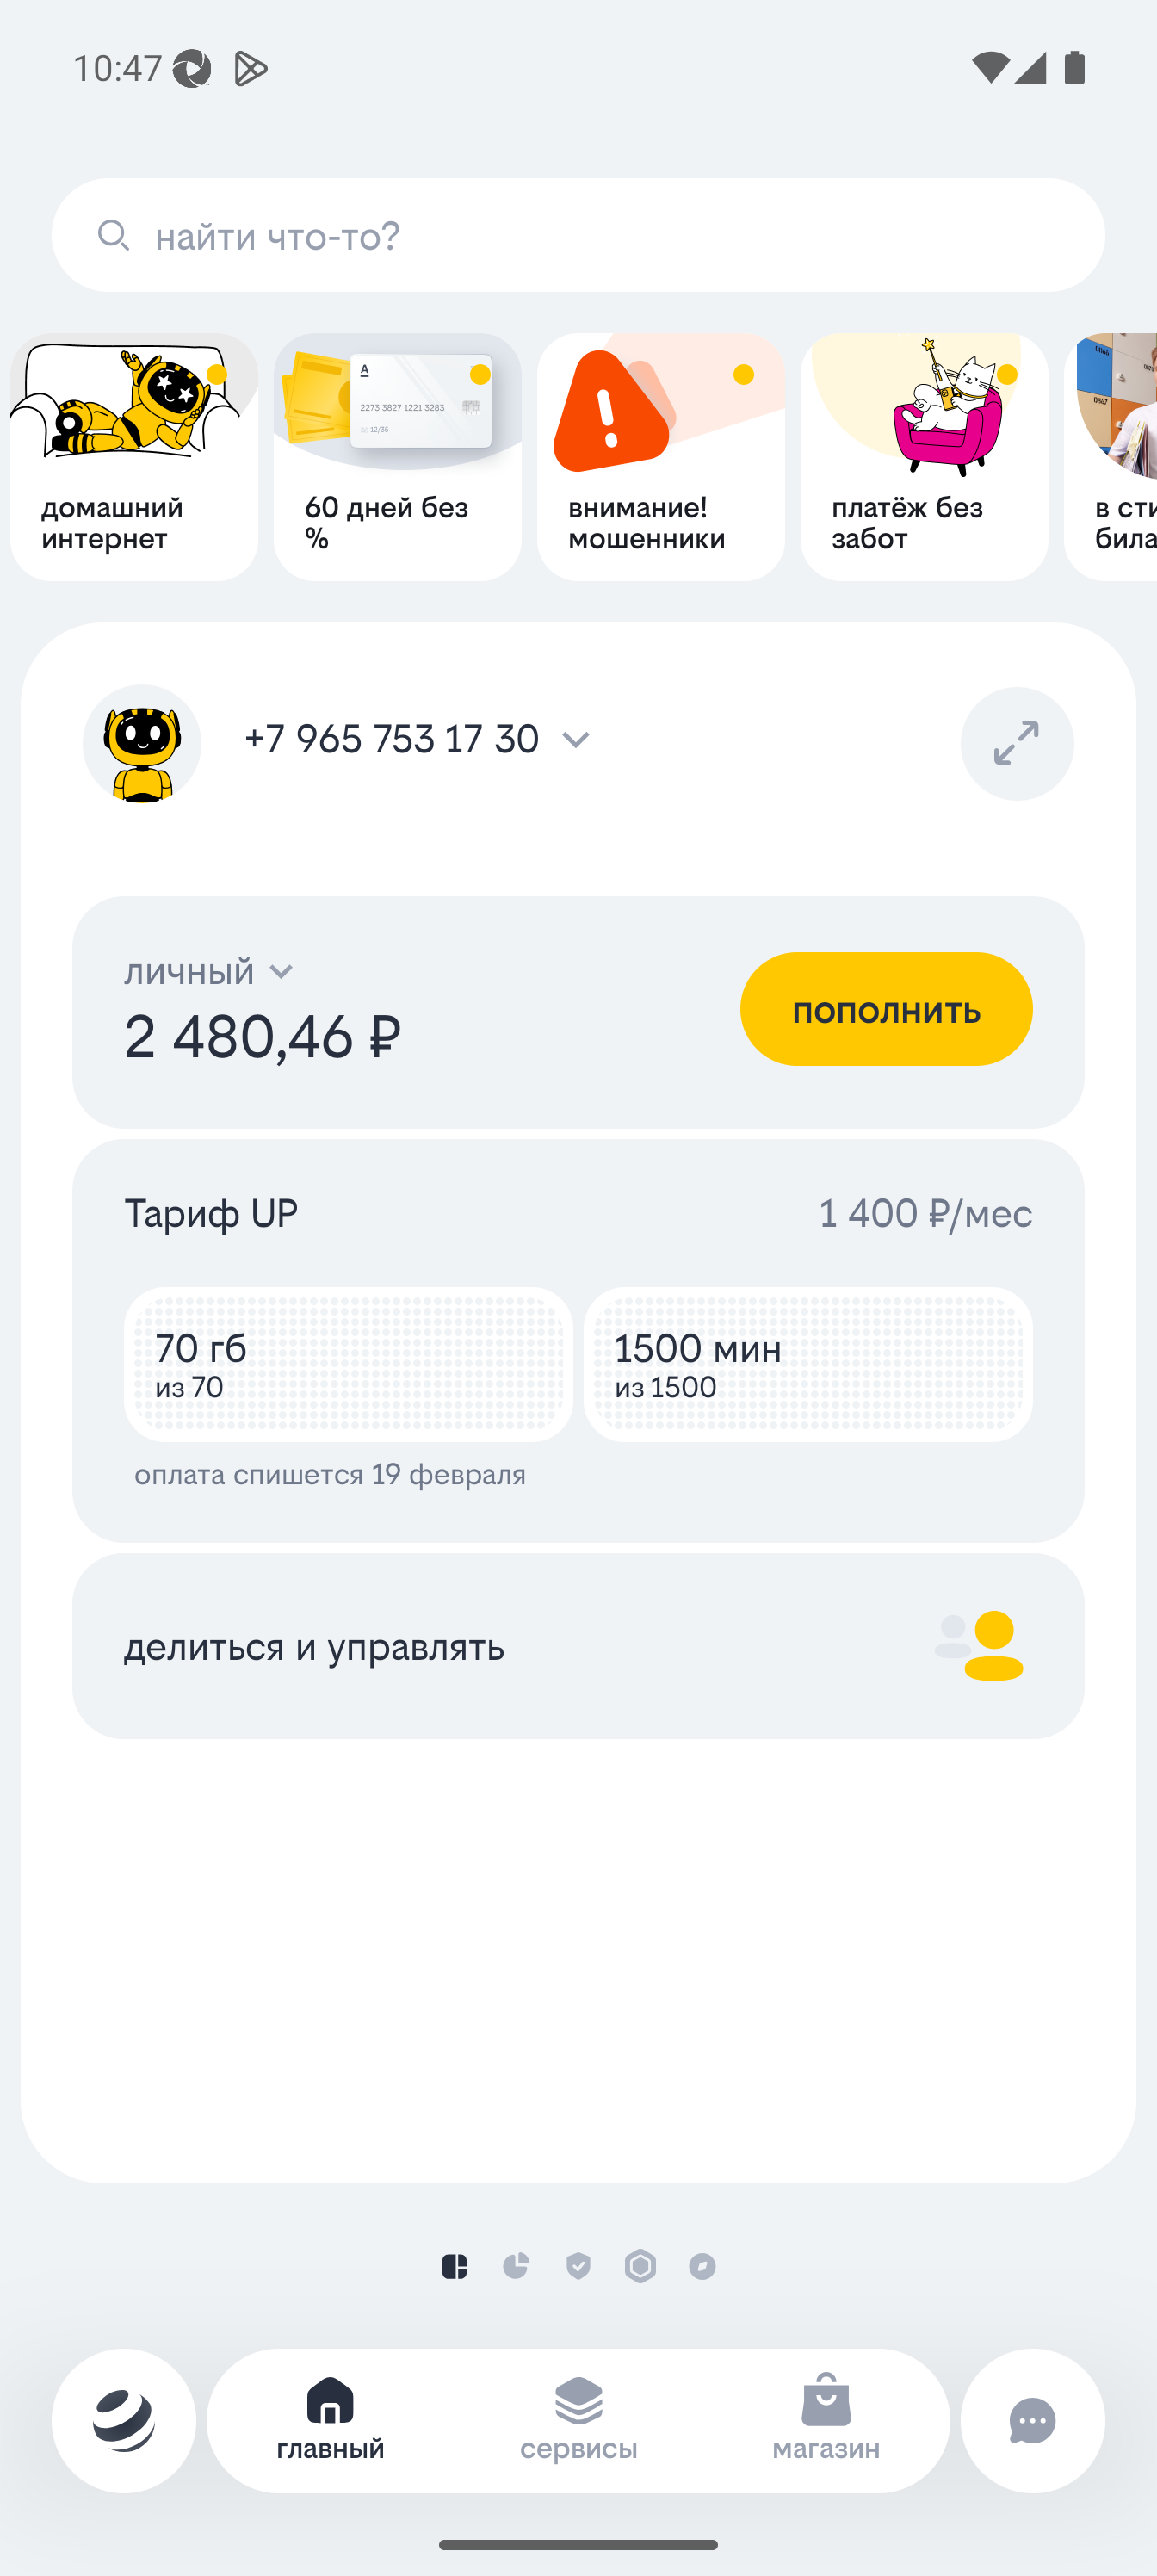 10:47
найти что-то?
домашний
интернет
A
2273 3827 1221 3283
12/35
60 дней без
%
внимание!
мошенники
платёж без
забот
0847
в сти
била
+7 965 753 17 30
личный
2 480,46 ₽
пополнить
Тариф UP
1 400 ₽/мес
70 гб
из 70
1500 мин
из 1500
оплата спишется 19 февраля
делиться и управлять
главный
сервисы
магазин